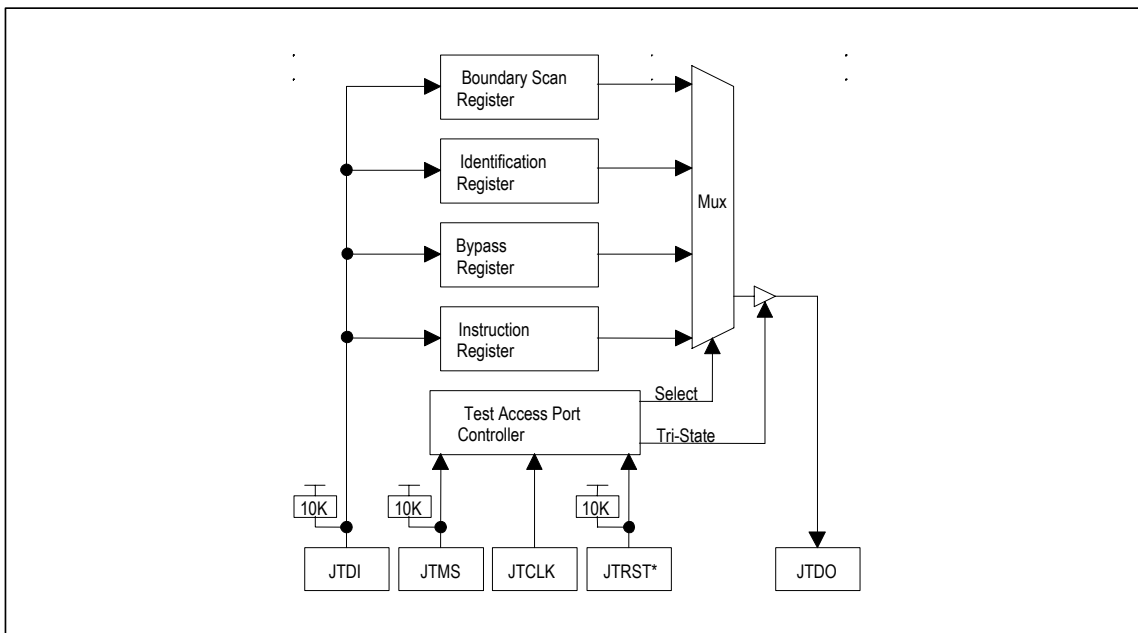 Boundary Scan
Register
Identification
Register
Mux
Bypass
Register
Instruction
Register
Select
Test Access Port
Controller
Tri-State
10K
10K
10K
JTDI
JTMS
JTCLK
JTRST*
JTDO